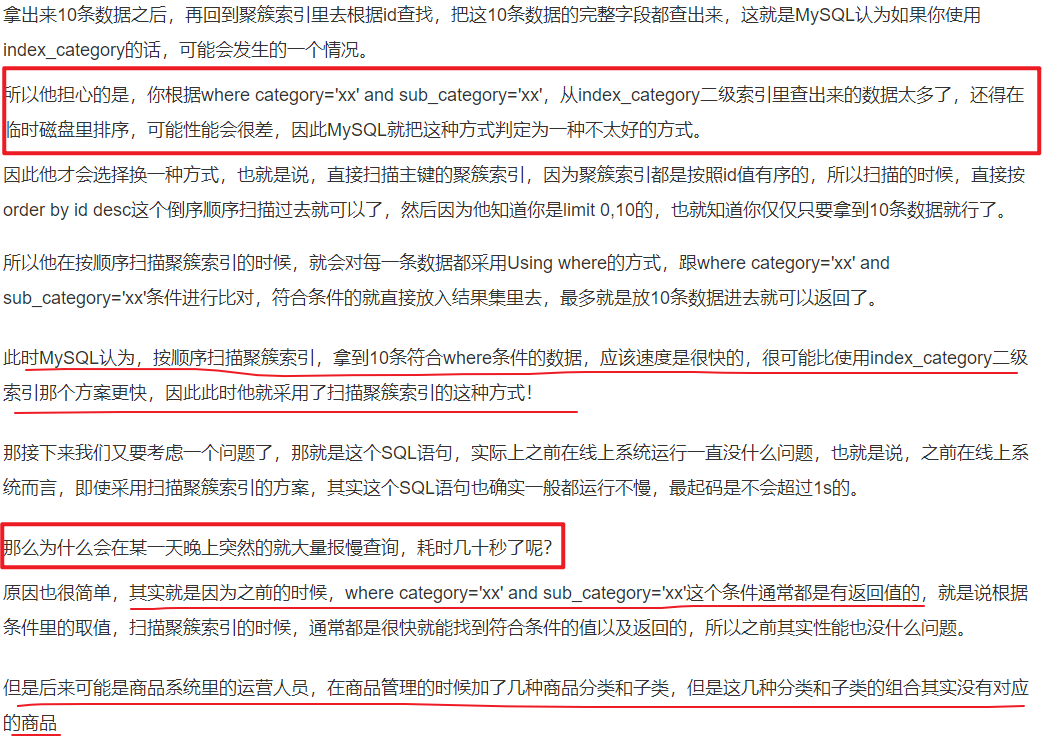 拿出来10条数据之后，再回到聚簇索引里去根据id查找，把这10条数据的完整字段都查出来，这就是MySQL认为如果你使用
index_category的话，可能会发生的一个情况。
所以他担心的是，你根据where category='xx' and sub_category='xx'，从index_category二级索引里查出来的数据太多了，还得在
临时磁盘里排序，可能性能会很差，因此MySQL就把这种方式判定为一种不太好的方式。
因此他才会选择换一种方式，也就是说，直接扫描主键的聚簇索引，因为聚簇索引都是按照id值有序的，所以扫描的时候，直接按
order by id desc这个倒序顺序扫描过去就可以了，然后因为他知道你是limit 0,10的，也就知道你仅仅只要拿到10条数据就行了。
所以他在按顺序扫描聚簇索引的时候，就会对每一条数据都采用Using where的方式，跟where category='xx' and
sub_category='xx'条件进行比对，符合条件的就直接放入结果集里去，最多就是放10条数据进去就可以返回了。
此时MySQL认为，按顺序扫描聚簇索引，拿到10条符合where条件的数据，应该速度是很快的，很可能比使用index_category二级
索引那个方案更快，因此此时他就采用了扫描聚簇索引的这种方式！
那接下来我们又要考虑一个问题了，那就是这个SQL语句，实际上之前在线上系统运行一直没什么问题，也就是说，之前在线上系
统而言，即使采用扫描聚簇索引的方案，其实这个SQL语句也确实一般都运行不慢，最起码是不会超过1s的。
那么为什么会在某一天晚上突然的就大量报慢查询，耗时几十秒了呢？
原因也很简单，其实就是因为之前的时候，where category='xx' and sub_category='xx'这个条件通常都是有返回值的，就是说根据
条件里的取值，扫描聚簇索引的时候，通常都是很快就能找到符合条件的值以及返回的，所以之前其实性能也没什么问题。
但是后来可能是商品系统里的运营人员，在商品管理的时候加了几种商品分类和子类，但是这几种分类和子类的组合其实没有对应
的商品